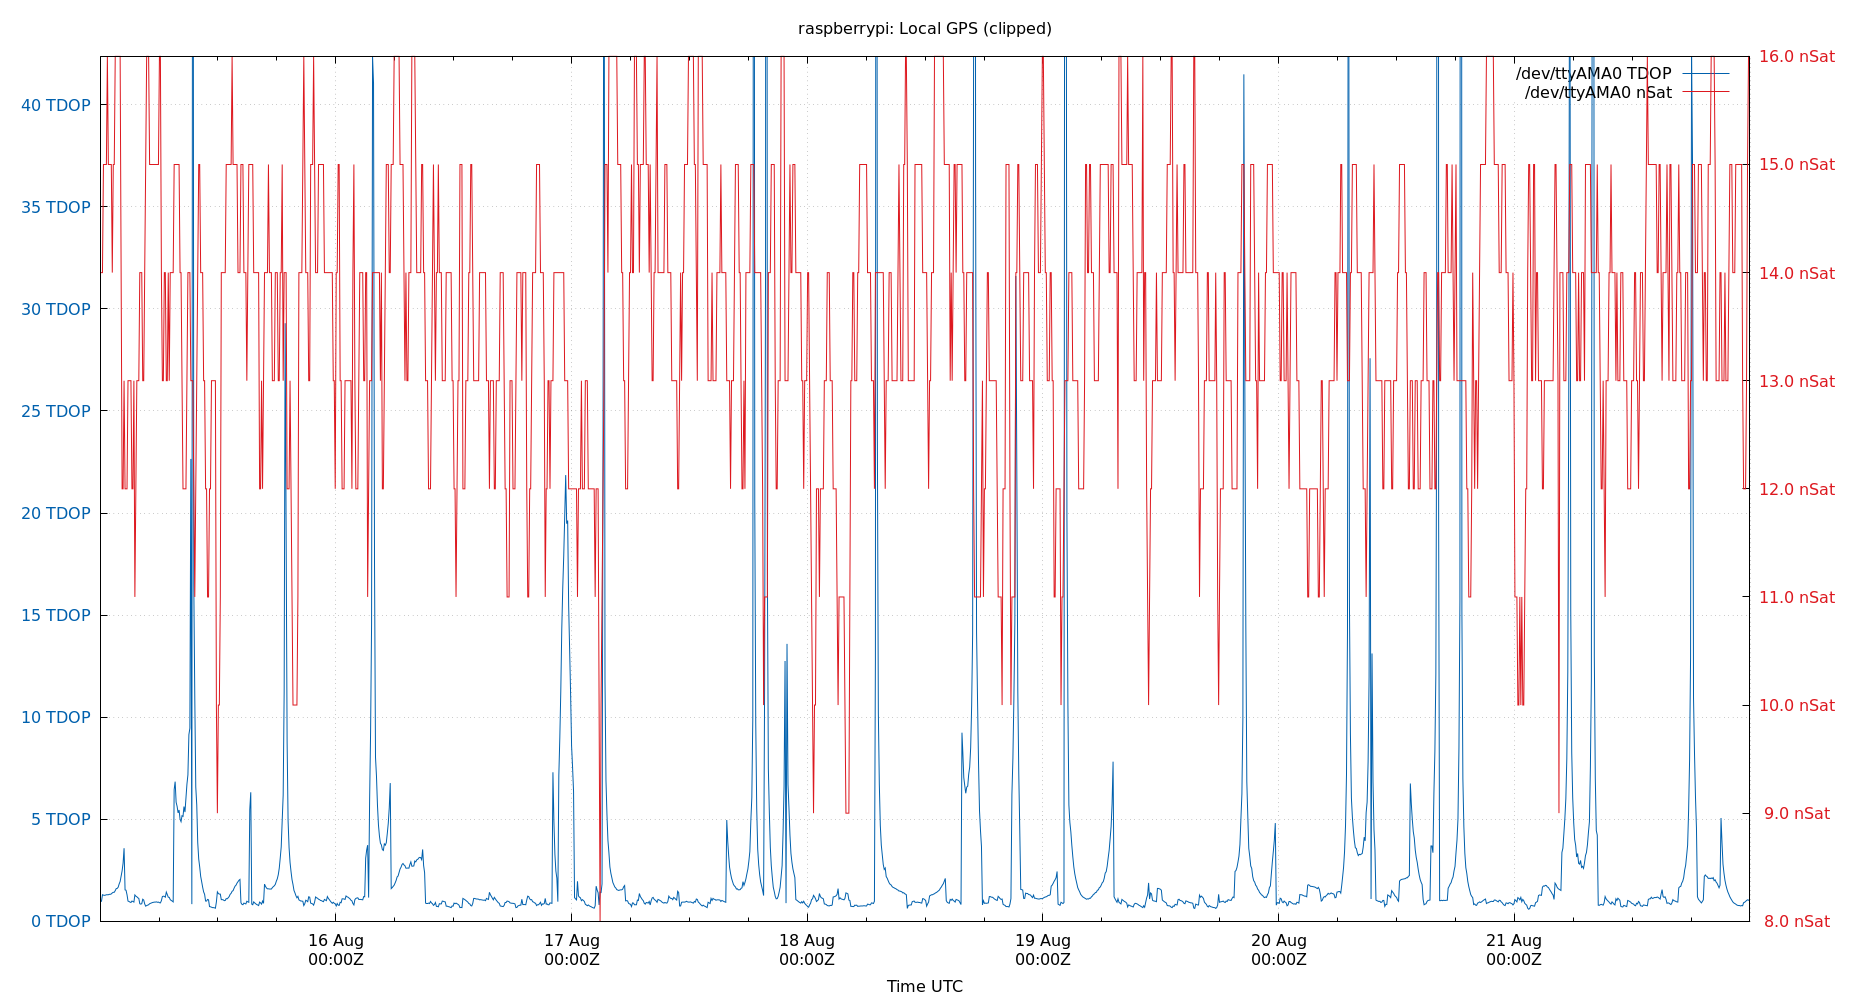 raspberrypi: Local GPS (clipped)
/dev/ttyAMA0 TDOP
/dev/ttyAMA0 nSat
40 TDOP
35 TDOP
30 TDOP
25 TDOP
20 TDOP
15 TDOP
10 TDOP
5 TDOP
0 TDOP
16.0 nSat
15.0 nSat
14.0 nSat
13.0 nSat
12.0 nSat
11.0 nSat
10.0 nSat
9.0 nSat
8.0 nSat
16 Aug
00:00Z
17 Aug
00:00Z
18 Aug
00:00Z
19 Aug
00:00Z
20 Aug
00:00Z
21 Aug
00:00Z
Time UTC